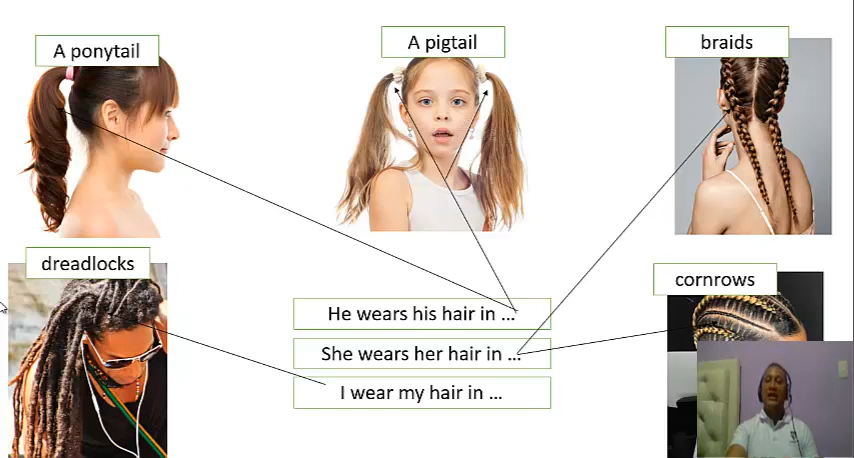 A ponytail
A pigtail
braids
dreadlocks
cornrows
He wears his hair in ...
She wears her hair in ...
I wear my hair in ...